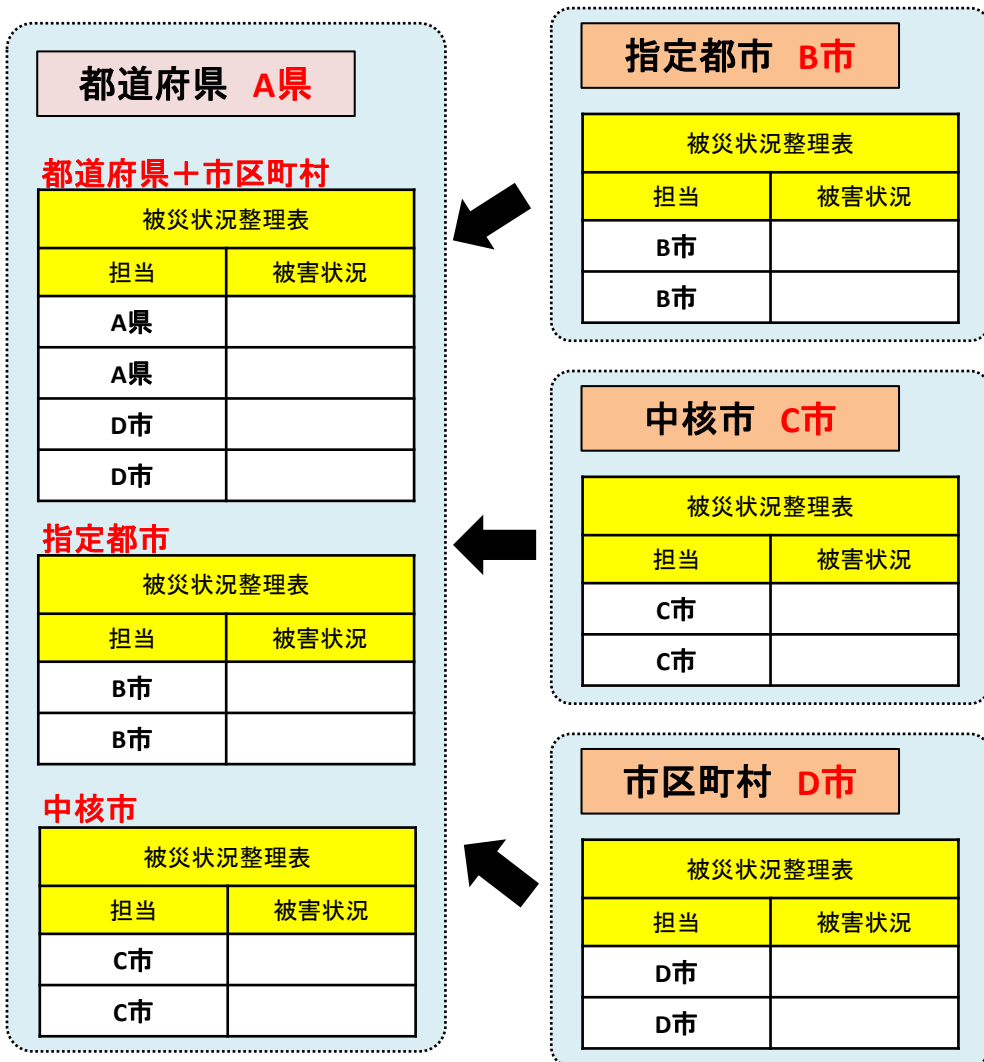 都道府県 A県
都道府県＋市区町村
被災状況整理表
担当 被害状況
A県
A県
D市
D市
指定都市
被災状況整理表
担当 被害状況
B市
B市
中核市
被災状況整理表
担当 被害状況
C市
C市
指定都市 B市
被災状況整理表
担当 被害状況
B市
B市
中核市 C市
被災状況整理表
担当 被害状況
C市
C市
市区町村 D市
被災状況整理表
担当 被害状況
D市
D市